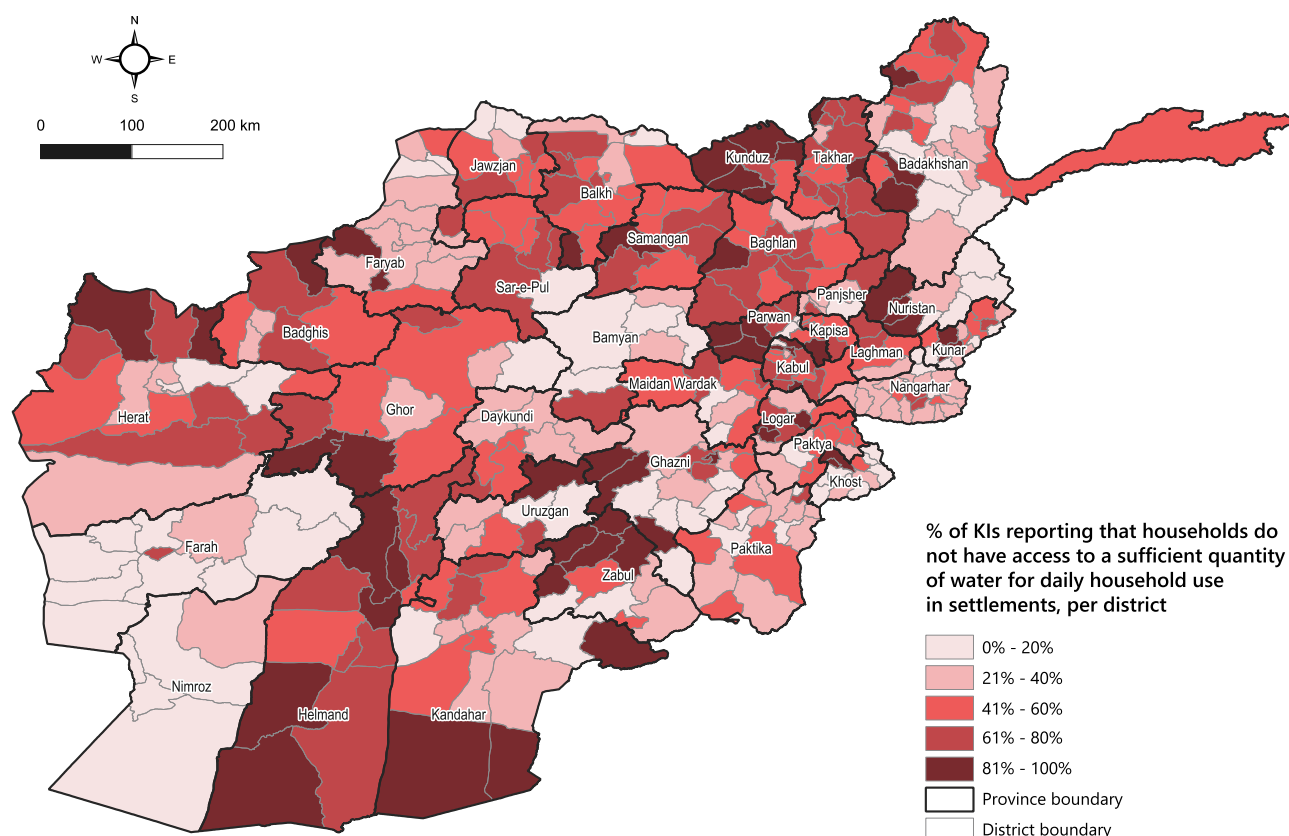 N
W
E
S
0
100
200 km
Kunduz
Takhar
Badakhshan
Jawzjan
Balkh
Samangan
Baghlan
Faryab
Sar-e-Pul
Panjsher
Nuristan
Badghis
Bamyan
Parwan
Kapisa
Laghman
Kunar
Kabul
Maidan Wardak
Nangarhar
Herat
Ghor
Daykundi
Logar
Paktya
Ghazni
Khost
Uruzgan
Farah
Paktika
Zabul
Nimroz
Helmand
Kandahar
% of KIs reporting that households do
not have access to a sufficient quantity
of water for daily household use
in settlements, per district
0% - 20%
21% - 40%
41% - 60%
61% - 80%
81% - 100%
Province boundary
District boundary